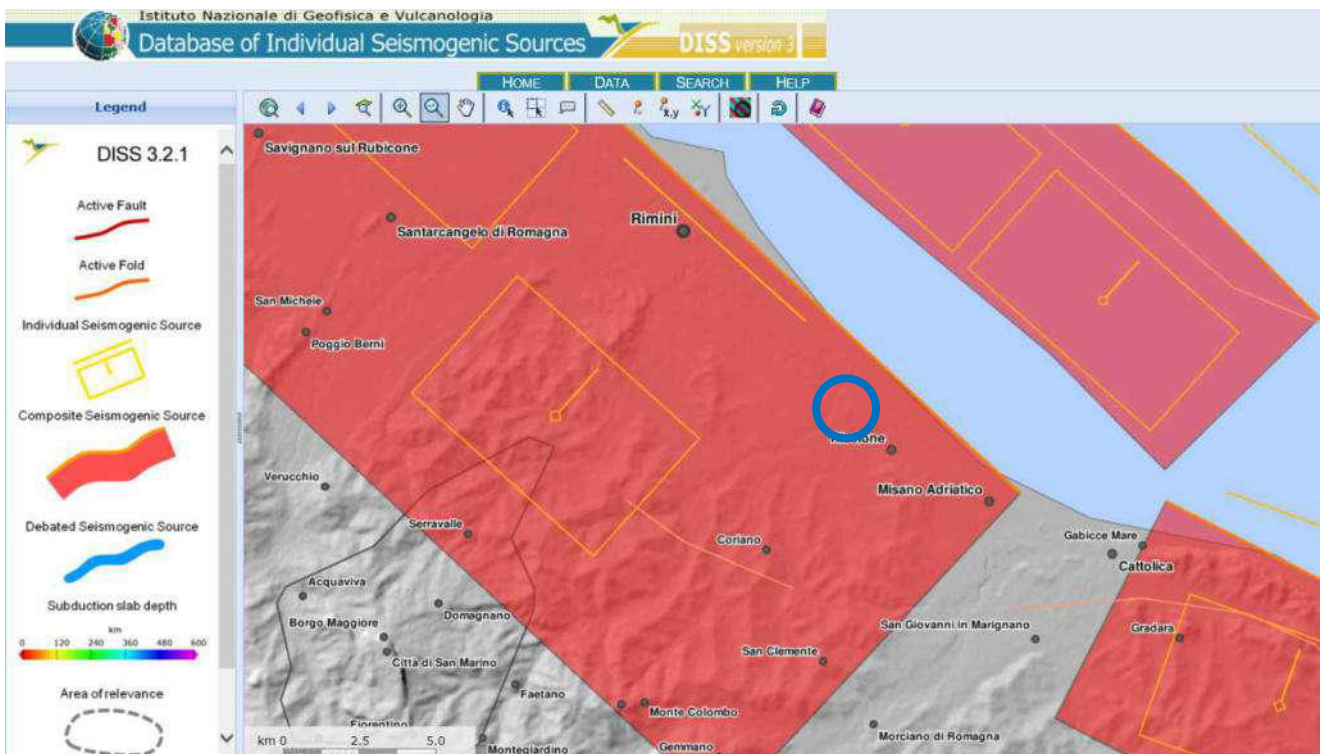 Istituto Nazionale di Geofisica e Vulcanologia
Database of Individual Seismogenic Sources
DISS version 3
HOME DATA SEARCH HELP
Legend
DISS 3.2.1
Active Fault
Active Fold
Individual Seismogenic Source
Composite Seismogenic Source
Debated Seismogenic Source
Subduction slab depth
km
0 120 240 360 480 600
Area of relevance
x,y
Savignano sul Rubicone
Santarcangelo di Romagna
Rimini
San Michele
Poggio Berni
Verucchio
Serravalle
Misano Adriatico
Coriano
Gabicce Mare
Cattolica
Acquaviva
Domagnano
Borgo Maggiore
San Giovanni in Marignano
Gradara
Città di San Marino
San Clemente
Faetano
Monte Colombo
Fiorentino
Morciano di Romagna
km 0 2.5 5.0
Montegiardino
Gemmano